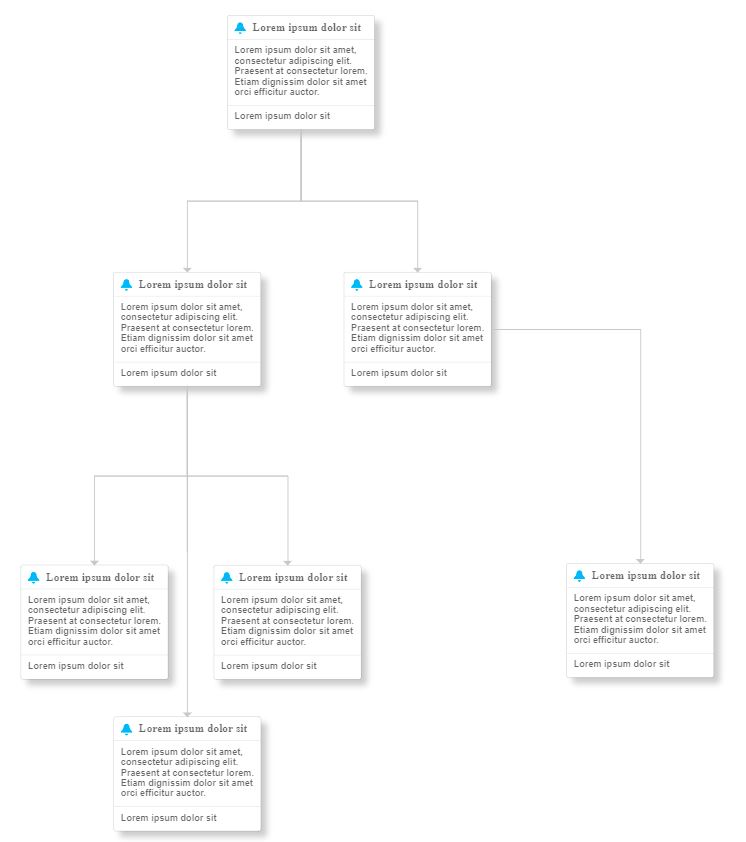 Lorem ipsum dolor sit
Lorem ipsum dolor sit amet,
consectetur adipiscing elit.
Praesent at consectetur lorem.
Etiam dignissim dolor sit amet
orci efficitur auctor.
Lorem ipsum dolor sit
Lorem ipsum dolor sit
Lorem ipsum dolor sit amet,
consectetur adipiscing elit.
Praesent at consectetur lorem.
Etiam dignissim dolor sit amet
orci efficitur auctor.
Lorem ipsum dolor sit
Lorem ipsum dolor sit
Lorem ipsum dolor sit amet,
consectetur adipiscing elit.
Praesent at consectetur lorem.
Etiam dignissim dolor sit amet
orci efficitur auctor.
Lorem ipsum dolor sit
Lorem ipsum dolor sit
Lorem ipsum dolor sit amet,
consectetur adipiscing elit.
Praesent at consectetur lorem.
Etiam dignissim dolor sit amet
orci efficitur auctor.
Lorem ipsum dolor sit
Lorem ipsum dolor sit
Lorem ipsum dolor sit amet,
consectetur adipiscing elit.
Praesent at consectetur lorem.
Etiam dignissim dolor sit amet
orci efficitur auctor.
Lorem ipsum dolor sit
Lorem ipsum dolor sit
Lorem ipsum dolor sit amet,
consectetur adipiscing elit.
Praesent at consectetur lorem.
Etiam dignissim dolor sit amet
orci efficitur auctor.
Lorem ipsum dolor sit
Lorem ipsum dolor sit
Lorem ipsum dolor sit amet,
consectetur adipiscing elit.
Praesent at consectetur lorem.
Etiam dignissim dolor sit amet
orci efficitur auctor.
Lorem ipsum dolor sit